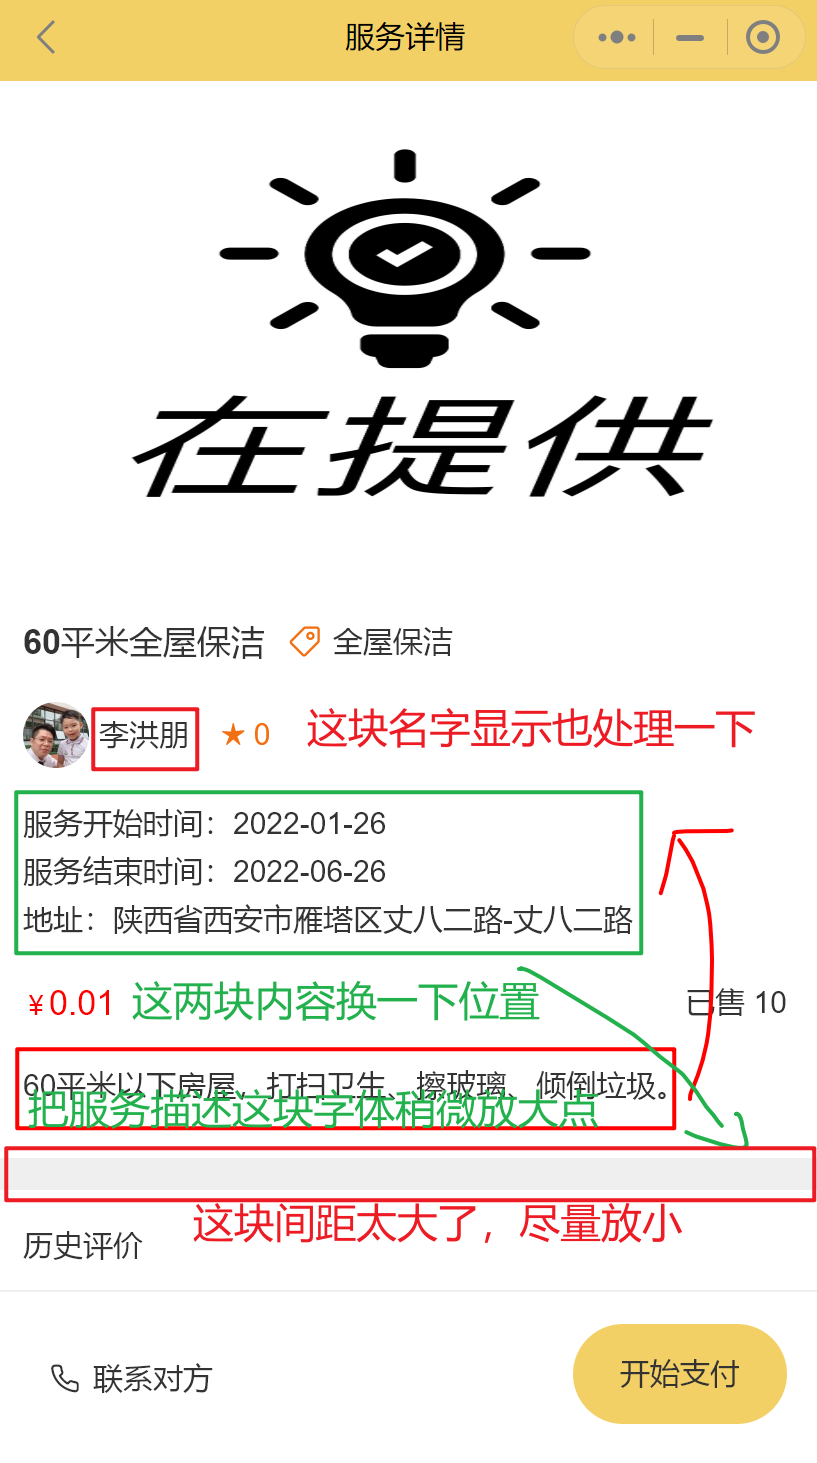 服务详情
在提供
60平米全屋保洁 全屋保洁
李洪朋 ★ 0 这块名字显示也处理一下
服务开始时间：2022-01-26
服务结束时间：2022-06-26
地址：陕西省西安市雁塔区丈八二路-丈八二路
¥0.01 这两块内容换一下位置 已售 10
60平米以下房屋、打扫卫生、擦玻璃、倾倒垃圾。
把服务描述这块字体稍微放大点
这块间距太大了，尽量放小
历史评价
联系对方 开始支付